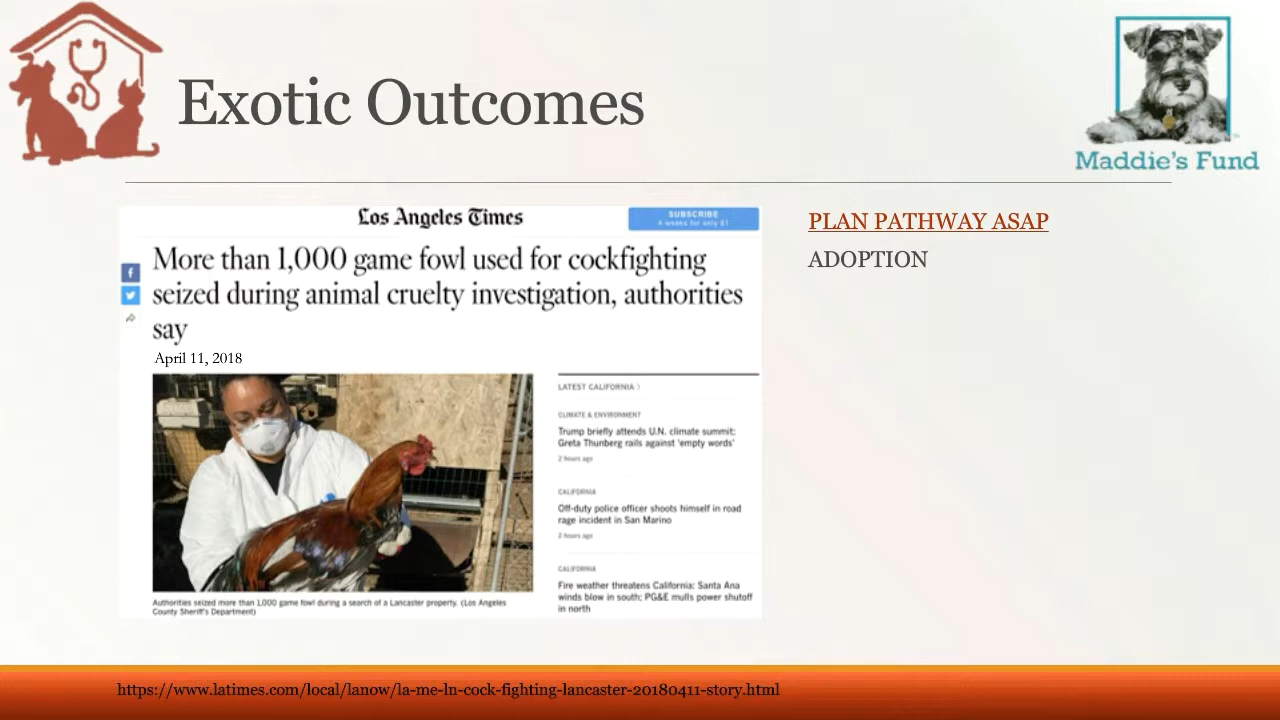 Exotic Outcomes
Maddie's Fund
Los Angeles Times
SUBSCRIBE
4 weeks for only $1
More than 1,000 game fowl used for cockfighting
seized during animal cruelty investigation, authorities
say
April 11, 2018
PLAN PATHWAY ASAP
ADOPTION
LATEST CALIFORNIA
CLIMATE & ENVIRONMENT
Trump briefly attends U.N. climate summit;
Greta Thunberg rails against 'empty words'
2 hours ago
CALIFORNIA
Off-duty police officer shoots himself in road
rage incident in San Marino
2 hours ago
CALIFORNIA
Fire weather threatens California: Santa Ana
winds blow in south; PG&E mulls power shutoff
in north
Authorities seized more than 1,000 game fowl during a search of a Lancaster property. (Los Angeles
County Sheriff's Department)
https://www.latimes.com/local/lanow/la-me-ln-cock-fighting-lancaster-20180411-story.html